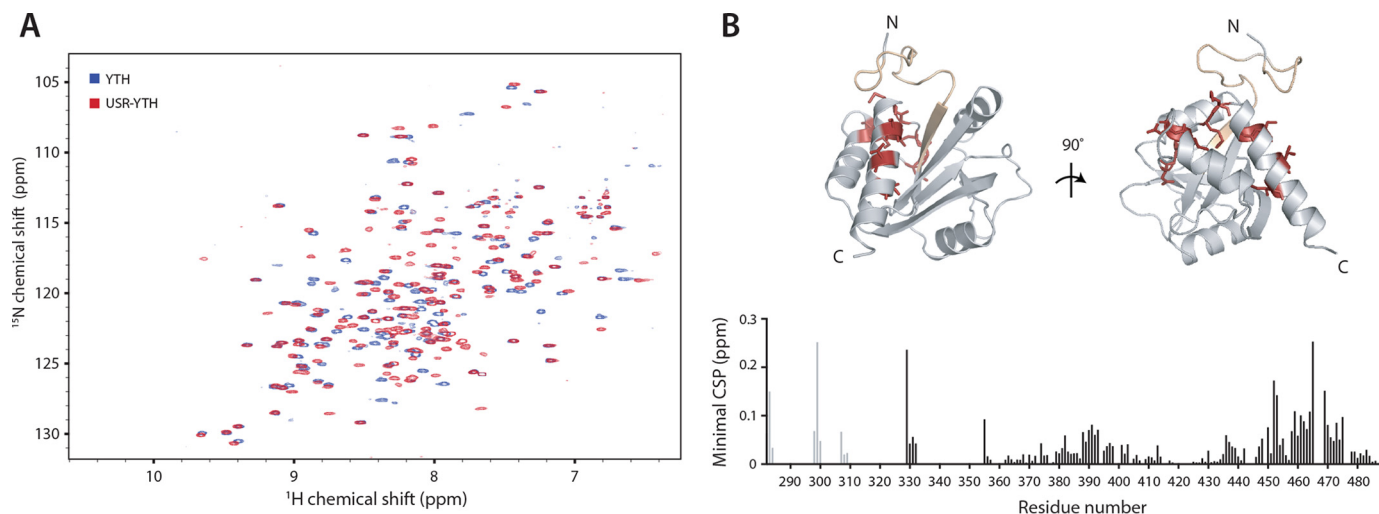 A
YTH
USR-YTH
105
110
115
120
125
130
¹⁵N chemical shift (ppm)
10
9
8
7
¹H chemical shift (ppm)
B
N
C
90°
N
C
Minimal CSP (ppm)
0.3
0.2
0.1
0
290 300 310 320 330 340 350 360 370 380 390 400 410 420 430 440 450 460 470 480
Residue number